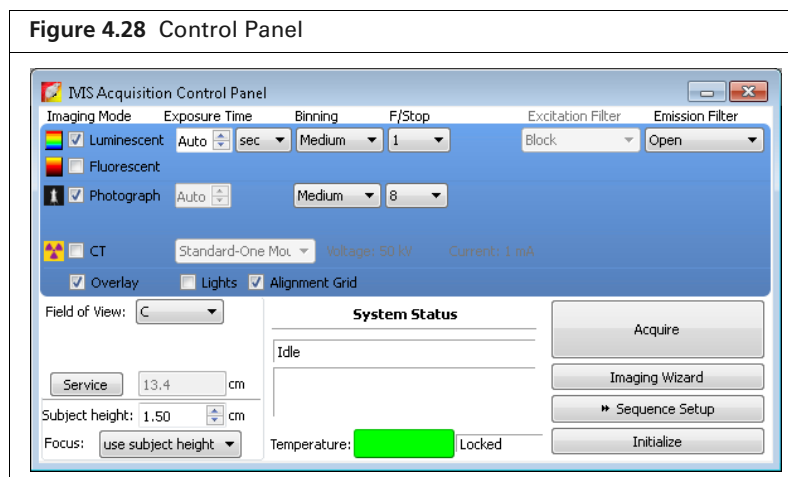 Figure 4.28 Control Panel
IVIS Acquisition Control Panel
Imaging Mode Exposure Time Binning F/Stop Excitation Filter Emission Filter
Luminescent Auto sec Medium 1 Block Open
Fluorescent
Photograph Auto Medium 8
CT Standard-One Mou Voltage: 50 kV Current: 1 mA
Overlay Lights Alignment Grid
Field of View: C
System Status
Acquire
Idle
Service 13.4 cm
Imaging Wizard
Subject height: 1.50 cm
Sequence Setup
Focus: use subject height
Temperature: Locked
Initialize